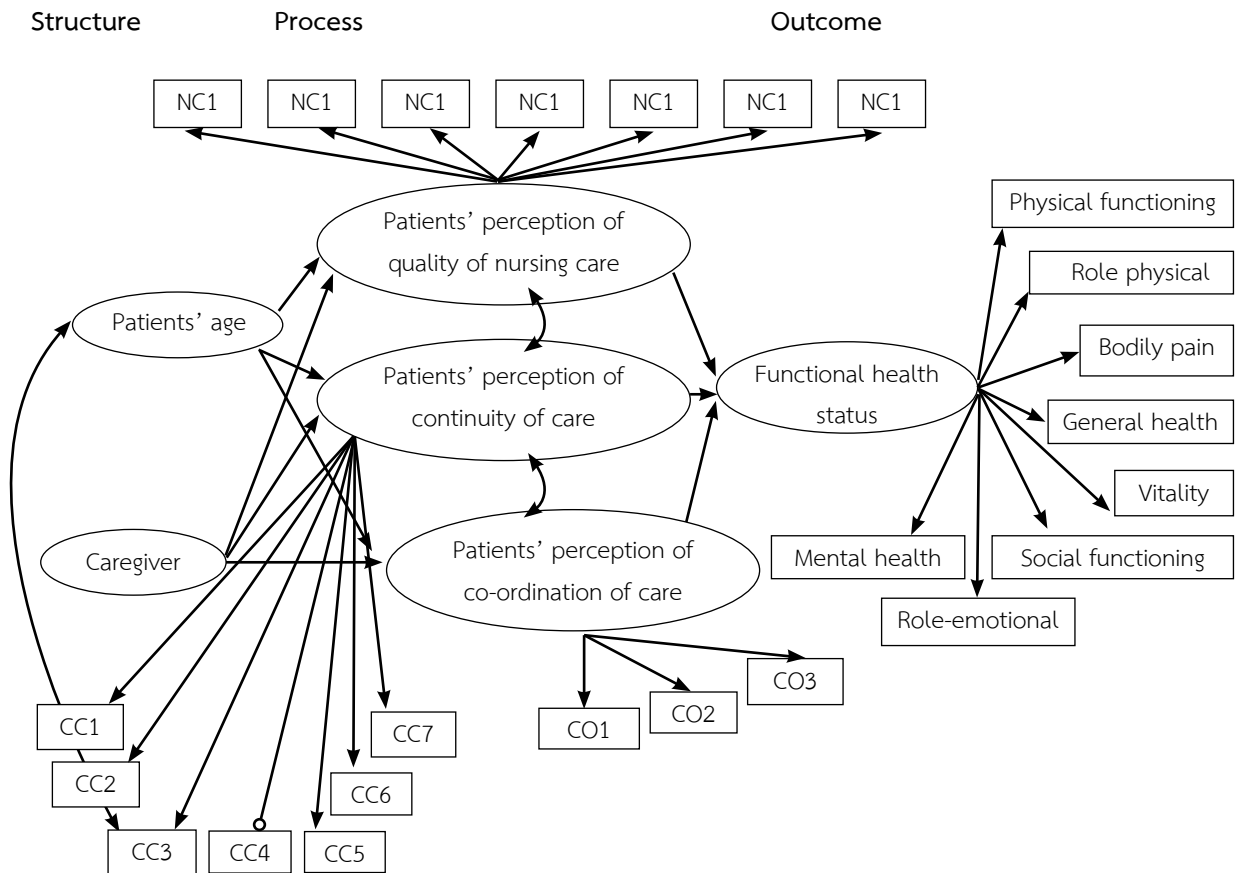 Structure
Process
Outcome
NC1
NC1
NC1
NC1
NC1
NC1
NC1
Patients’ perception of
quality of nursing care
Physical functioning
Role physical
Bodily pain
General health
Vitality
Social functioning
Role-emotional
Mental health
Patients’ age
Patients’ perception of
continuity of care
Functional health
status
Caregiver
Patients’ perception of
co-ordination of care
CO1
CO2
CO3
CC1
CC2
CC3
CC4
CC5
CC6
CC7